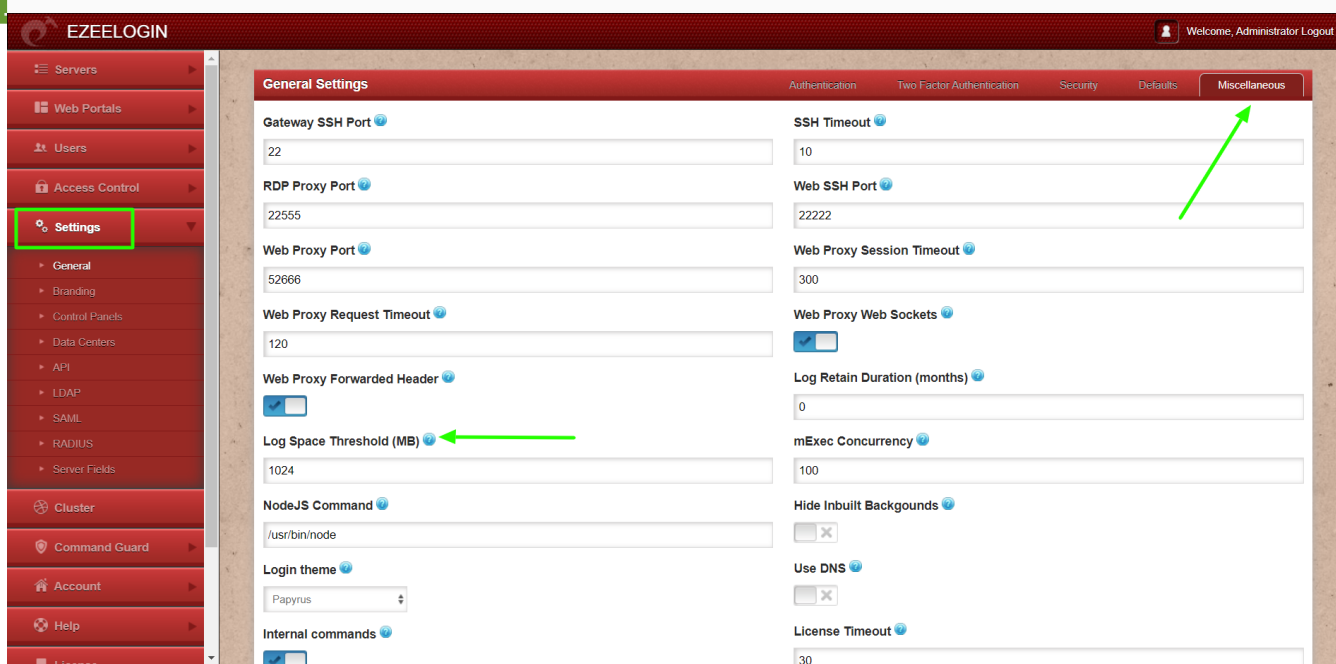 EZEELOGIN
Welcome, Administrator Logout
Servers
Web Portals
Users
Access Control
Settings
General
Branding
Control Panels
Data Centers
API
LDAP
SAML
RADIUS
Server Fields
Cluster
Command Guard
Account
Help
License
General Settings
Authentication
Two Factor Authentication
Security
Defaults
Miscellaneous
Gateway SSH Port
22
SSH Timeout
10
RDP Proxy Port
22555
Web SSH Port
22222
Web Proxy Port
52666
Web Proxy Session Timeout
300
Web Proxy Request Timeout
120
Web Proxy Web Sockets
Web Proxy Forwarded Header
Log Retain Duration (months)
0
Log Space Threshold (MB)
1024
mExec Concurrency
100
NodeJS Command
/usr/bin/node
Hide Inbuilt Backgounds
Login theme
Papyrus
Use DNS
Internal commands
License Timeout
30